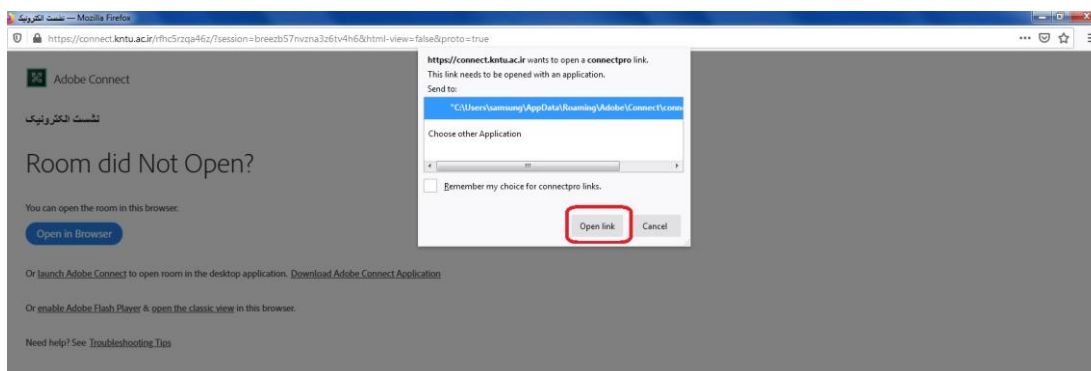 نشست الکترونیک — Mozilla Firefox
https://connect.kntu.ac.ir/rfhc5rzqa46z/?session=breezb57nvzna3z6tv4h6&html-view=false&proto=true
Adobe Connect
نشست الکترونیک
Room did Not Open?
You can open the room in this browser.
Open in Browser
Or launch Adobe Connect to open room in the desktop application. Download Adobe Connect Application
Or enable Adobe Flash Player & open the classic view in this browser.
Need help? See Troubleshooting Tips
https://connect.kntu.ac.ir wants to open a connectpro link.
This link needs to be opened with an application.
Send to:
"C:\Users\samsung\AppData\Roaming\Adobe\Connect\conn
Choose other Application
Remember my choice for connectpro links.
Open link Cancel